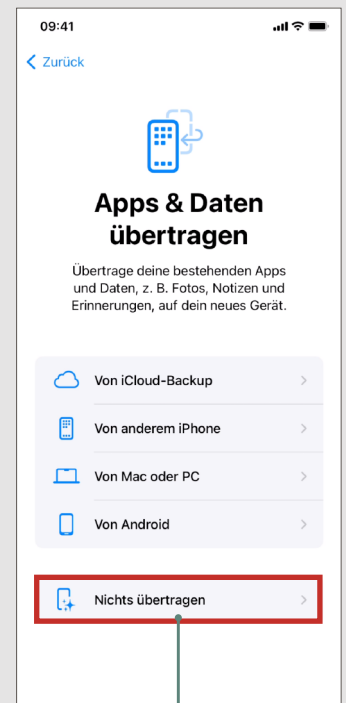 09:41
Zurück
Apps & Daten
übertragen
Übertrage deine bestehenden Apps
und Daten, z. B. Fotos, Notizen und
Erinnerungen, auf dein neues Gerät.
Von iCloud-Backup
Von anderem iPhone
Von Mac oder PC
Von Android
Nichts übertragen